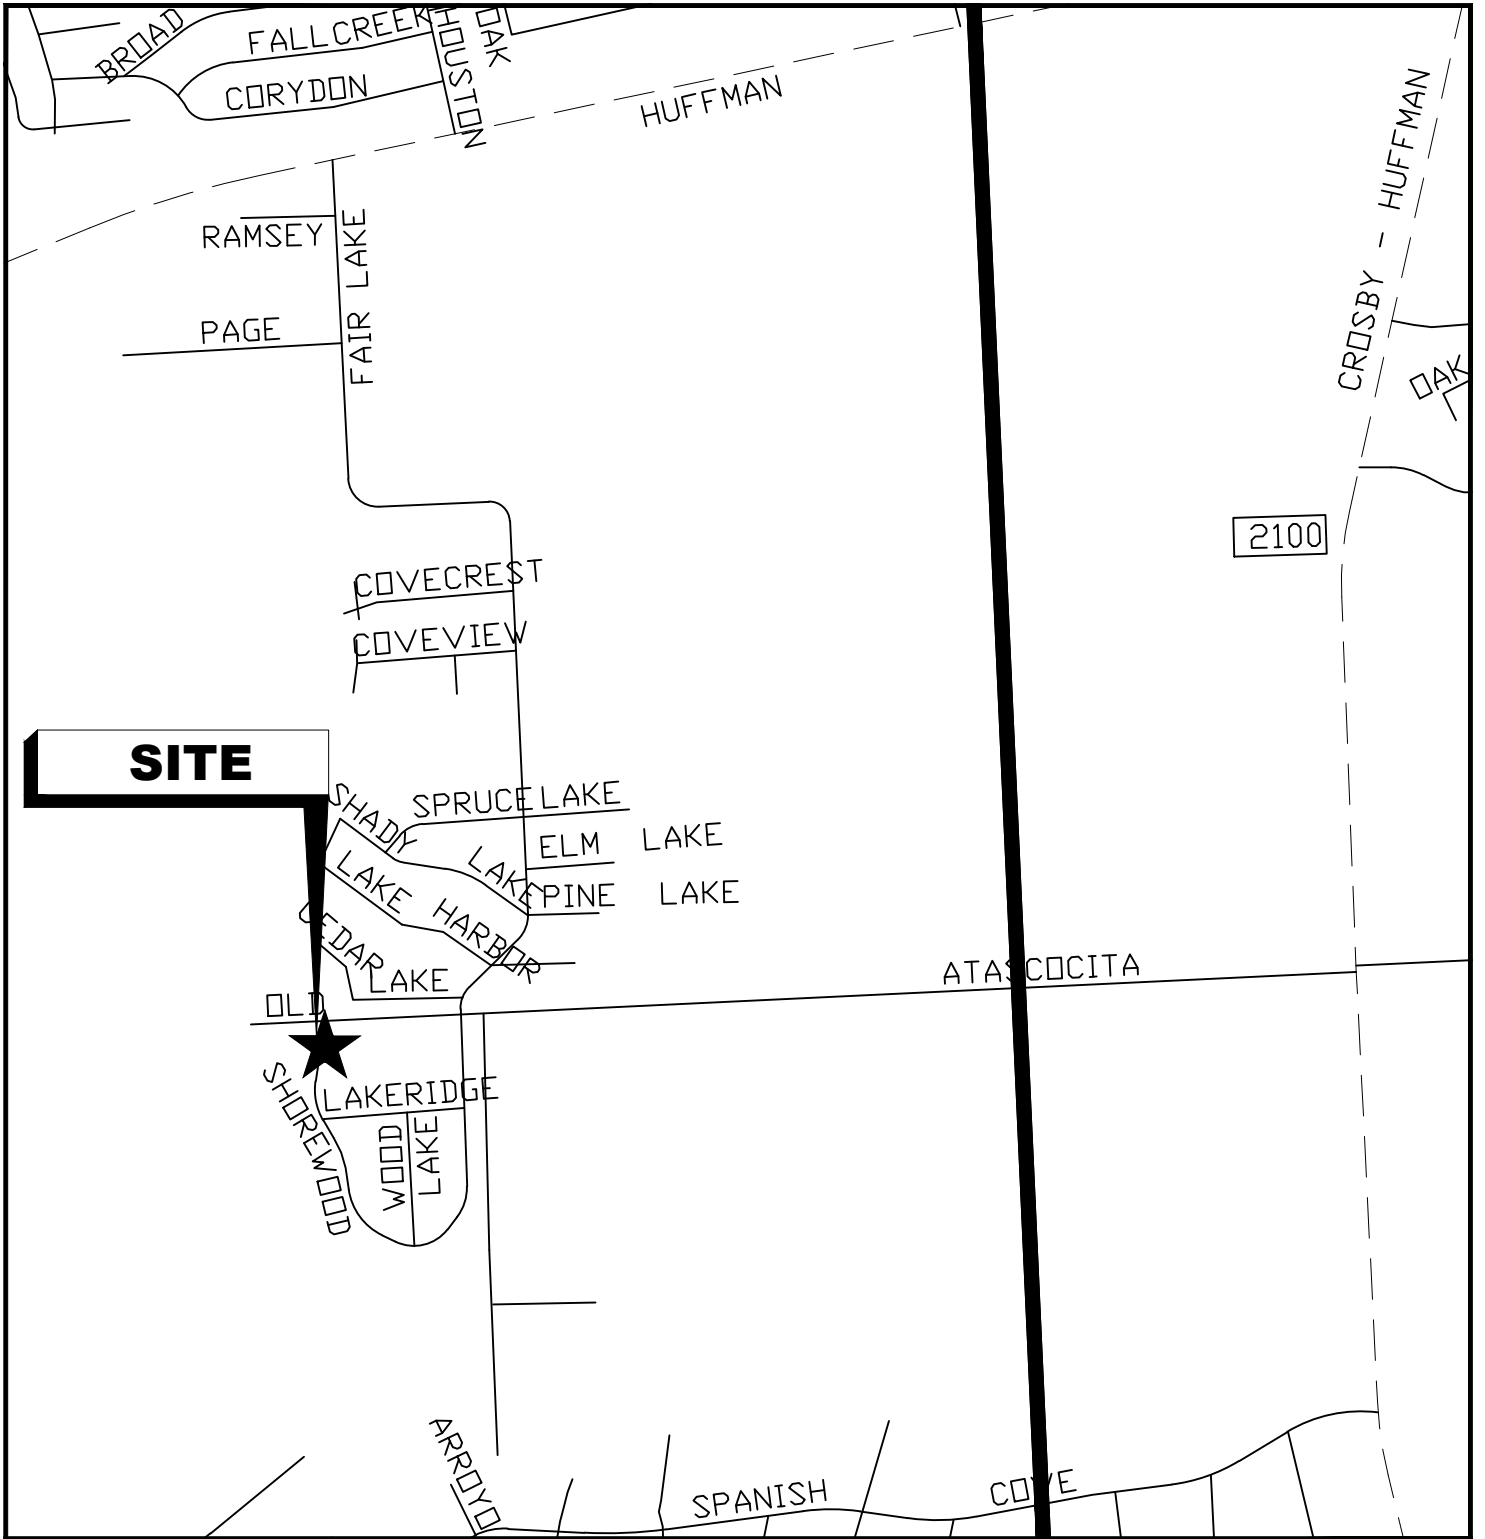 BROAD
FALLCREEK
HOUSTON
OAK
CORYDON
HUFFMAN
CROSBY - HUFFMAN
RAMSEY
FAIR LAKE
PAGE
OAK
2100
COVECREST
COVEVIEW
SITE
SHADY LAKE
SPRUCE LAKE
ELM LAKE
LAKE HARBOR
PINE LAKE
CEDAR LAKE
OLD ATASCOCITA
SHOREWOOD
LAKERIDGE
WOOD LAKE
ARROYO
SPANISH COVE